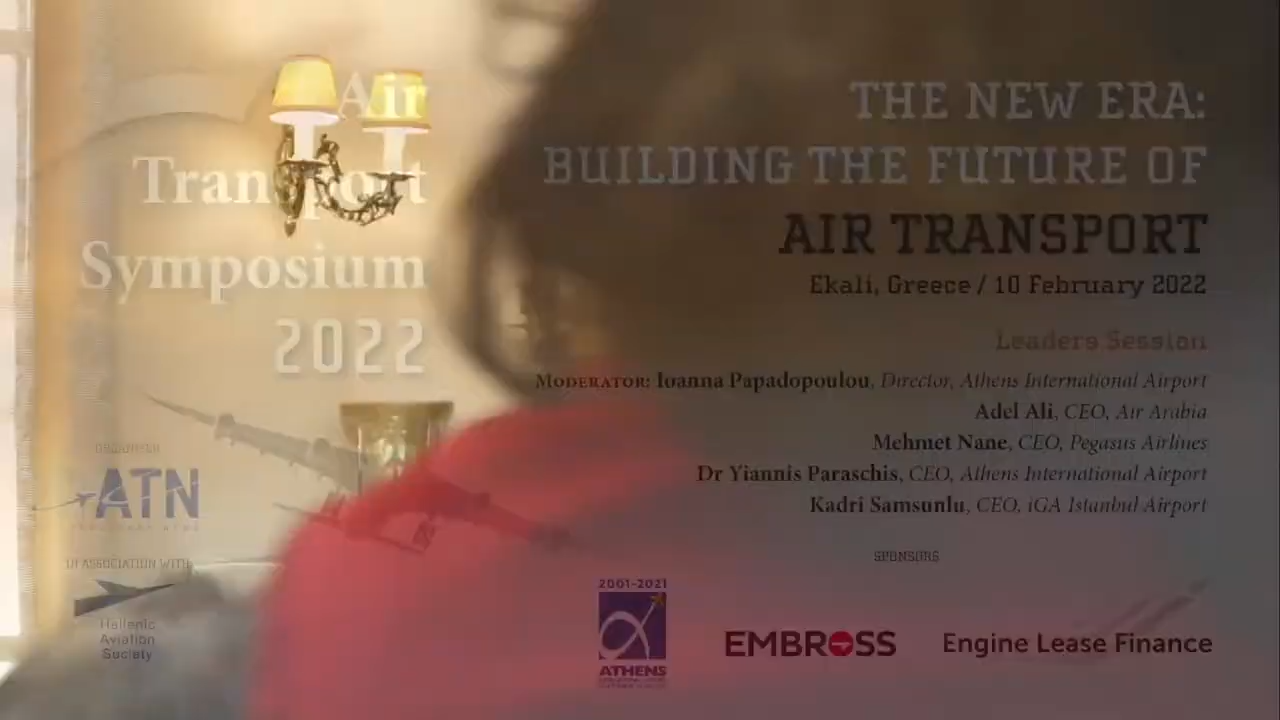 Air
Transport
Symposium
2022
ORGANISER
ATN
IN ASSOCIATION WITH
Hellenic
Aviation
Society
THE NEW ERA:
BUILDING THE FUTURE OF
AIR TRANSPORT
Ekali, Greece / 10 February 2022
Leaders Session
Moderator: Ioanna Papadopoulou, Director, Athens International Airport
Adel Ali, CEO, Air Arabia
Mehmet Nane, CEO, Pegasus Airlines
Dr Yiannis Paraschis, CEO, Athens International Airport
Kadri Samsunlu, CEO, iGA Istanbul Airport
SPONSORS
2001-2021
ATHENS
EMBROSS
Engine Lease Finance